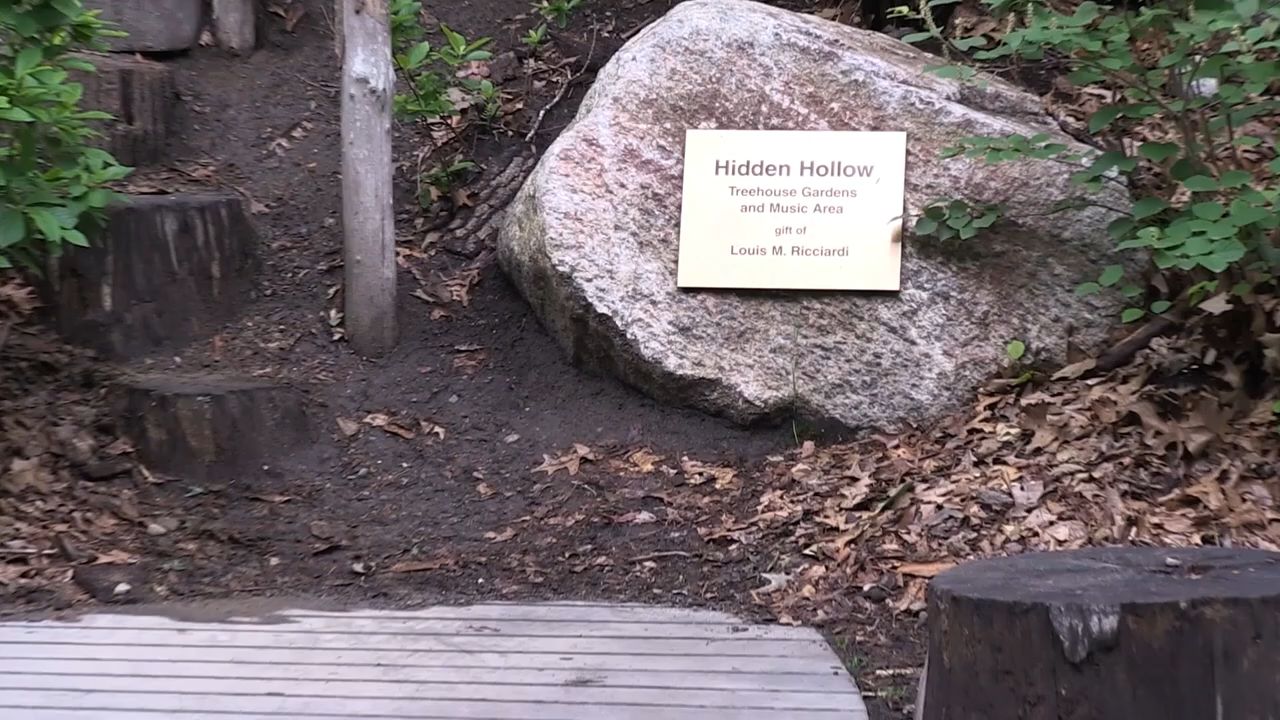 Hidden Hollow
Treehouse Gardens
and Music Area
gift of
Louis M. Ricciardi